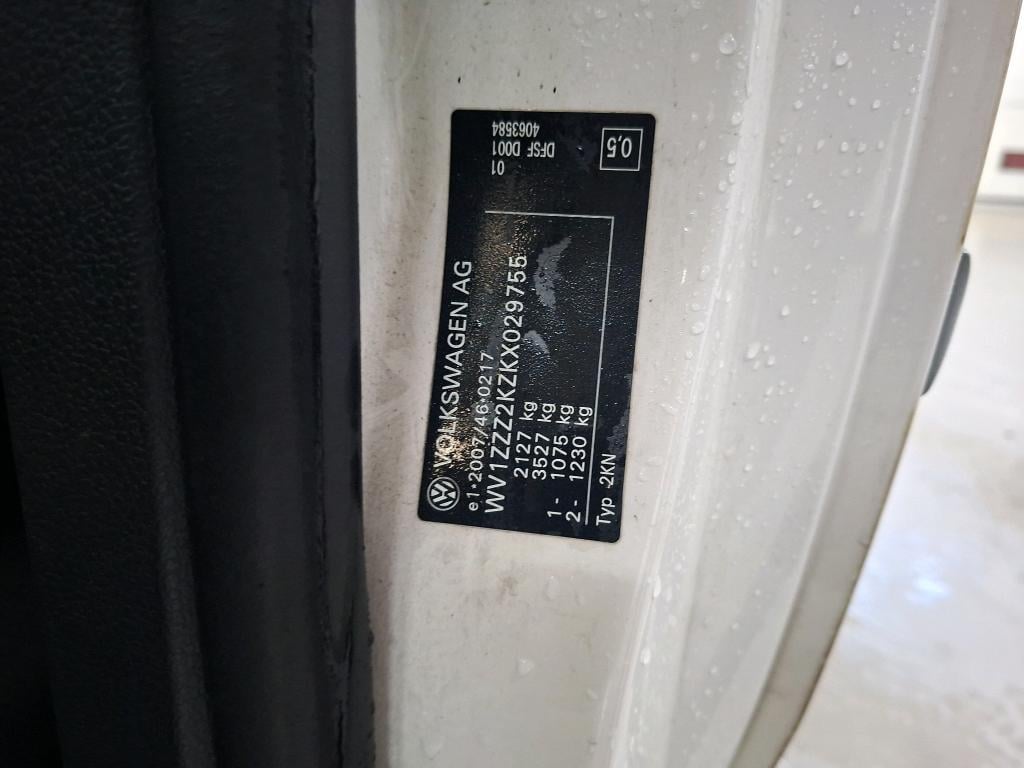 VOLKSWAGEN AG
e1*2007/46*0217
WV1ZZZ2KZKX029755
2127 kg
3527 kg
1- 1075 kg
2- 1230 kg
Typ 2KN
01
DFSF D001
4063584
0,5